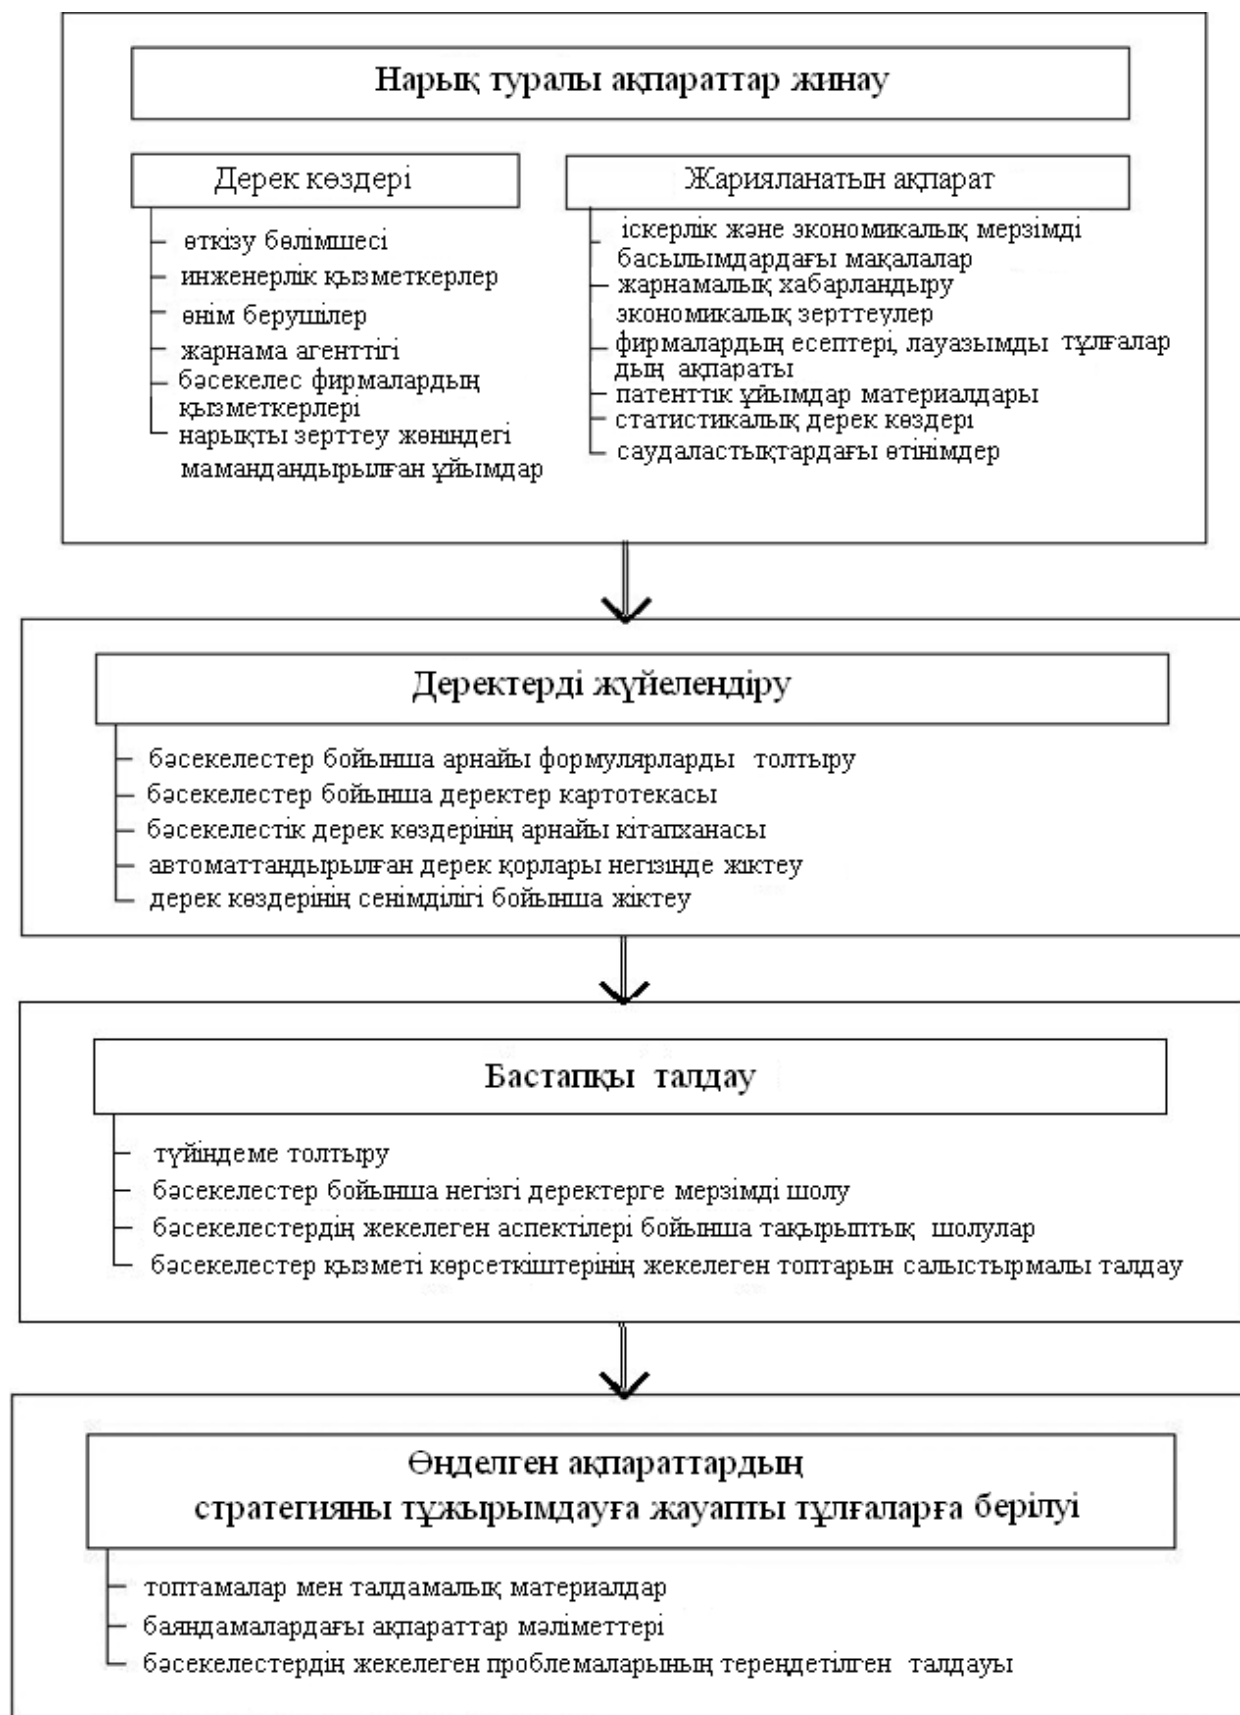 Нарық туралы ақпараттар жинау
Дерек көздері
өткізу бөлімшесі
инженерлік қызметкерлер
өнім берушілер
жарнама агенттігі
бәсекелес фирмалардың
қызметкерлері
нарықты зерттеу жөніндегі
мамандандырылған ұйымдар
Жарияланатын ақпарат
іскерлік және экономикалық мерзімді
басылымдардағы мақалалар
жарнамалық хабарландыру
экономикалық зерттеулер
фирмалардың есептері, лауазымды тұлғалар
дың ақпараты
патенттік ұйымдар материалдары
статистикалық дерек көздері
саудаластықтардағы өтінімдер
Деректерді жүйелендіру
бәсекелестер бойынша арнайы формулярларды толтыру
бәсекелестер бойынша деректер картотекасы
бәсекелестік дерек көздерінің арнайы кітапханасы
автоматтандырылған дерек қорлары негізінде жіктеу
дерек көздерінің сенімділігі бойынша жіктеу
Бастапқы талдау
түйіндеме толтыру
бәсекелестер бойынша негізгі деректерге мерзімді шолу
бәсекелестердің жекелеген аспектілері бойынша тақырыптық шолулар
бәсекелестер қызметі көрсеткіштерінің жекелеген топтарын салыстырмалы талдау
Өңделген ақпараттардың
стратегияны тұжырымдауға жауапты тұлғаларға берілуі
топтамалар мен талдамалық материалдар
баяндамалардағы ақпараттар мәліметтері
бәсекелестердің жекелеген проблемаларының тереңдетілген талдауы